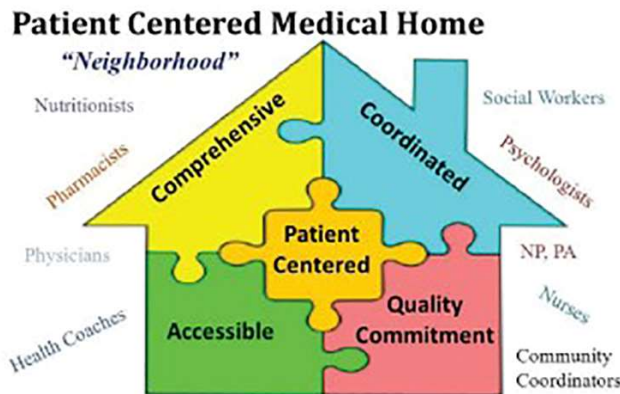 Patient Centered Medical Home
“Neighborhood”
Nutritionists
Pharmacists
Physicians
Health Coaches
Comprehensive
Coordinated
Patient
Centered
Accessible
Quality
Commitment
Social Workers
Psychologists
NP, PA
Nurses
Community
Coordinators